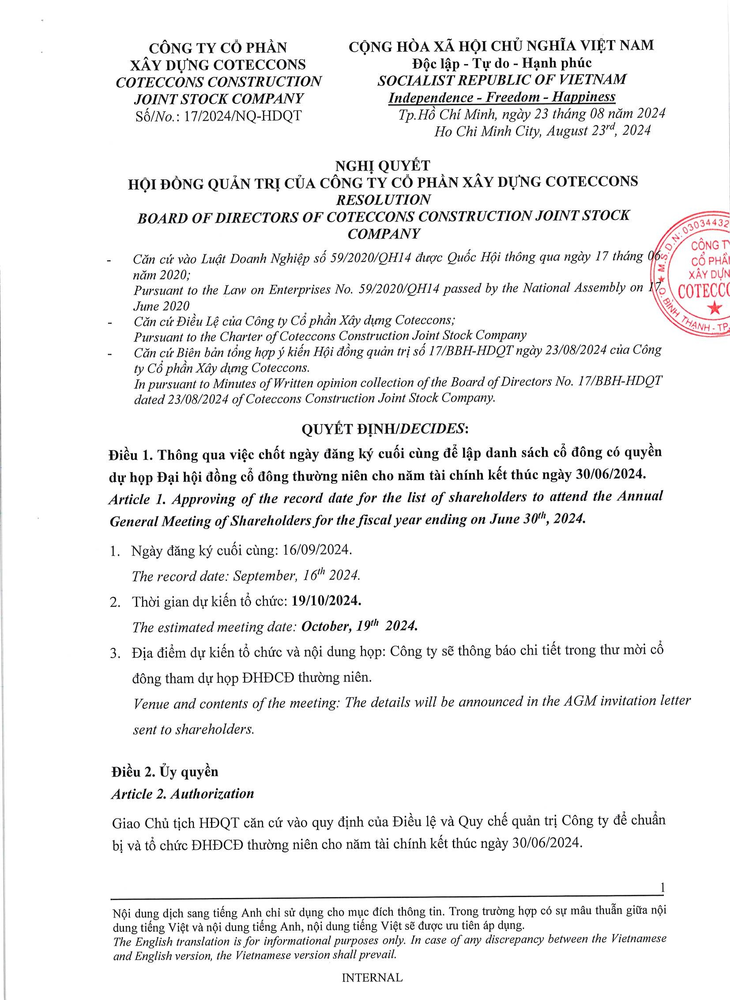 CÔNG TY CỔ PHẦN
XÂY DỰNG COTECCONS
COTECCONS CONSTRUCTION
JOINT STOCK COMPANY
Số/No.: 17/2024/NQ-HDQT
CỘNG HÒA XÃ HỘI CHỦ NGHĨA VIỆT NAM
Độc lập - Tự do - Hạnh phúc
SOCIALIST REPUBLIC OF VIETNAM
Independence - Freedom - Happiness
Tp.Hồ Chí Minh, ngày 23 tháng 08 năm 2024
Ho Chi Minh City, August 23rd, 2024
NGHỊ QUYẾT
HỘI ĐỒNG QUẢN TRỊ CỦA CÔNG TY CỔ PHẦN XÂY DỰNG COTECCONS
RESOLUTION
BOARD OF DIRECTORS OF COTECCONS CONSTRUCTION JOINT STOCK
COMPANY
- Căn cứ vào Luật Doanh Nghiệp số 59/2020/QH14 được Quốc Hội thông qua ngày 17 tháng 06
năm 2020;
Pursuant to the Law on Enterprises No. 59/2020/QH14 passed by the National Assembly on 17
June 2020
- Căn cứ Điều Lệ của Công ty Cổ phần Xây dựng Coteccons;
Pursuant to the Charter of Coteccons Construction Joint Stock Company
- Căn cứ Biên bản tổng hợp ý kiến Hội đồng quản trị số 17/BBH-HDQT ngày 23/08/2024 của Công
ty Cổ phần Xây dựng Coteccons.
In pursuant to Minutes of Written opinion collection of the Board of Directors No. 17/BBH-HDQT
dated 23/08/2024 of Coteccons Construction Joint Stock Company.
M.S.D.N: 03034432
CÔNG TY
CỔ PHẦN
XÂY DỰN
COTECCO
Q. BÌNH THẠNH - TP.
QUYẾT ĐỊNH/DECIDES:
Điều 1. Thông qua việc chốt ngày đăng ký cuối cùng để lập danh sách cổ đông có quyền
dự họp Đại hội đồng cổ đông thường niên cho năm tài chính kết thúc ngày 30/06/2024.
Article 1. Approving of the record date for the list of shareholders to attend the Annual
General Meeting of Shareholders for the fiscal year ending on June 30th, 2024.
1. Ngày đăng ký cuối cùng: 16/09/2024.
The record date: September, 16th 2024.
2. Thời gian dự kiến tổ chức: 19/10/2024.
The estimated meeting date: October, 19th 2024.
3. Địa điểm dự kiến tổ chức và nội dung họp: Công ty sẽ thông báo chi tiết trong thư mời cổ
đông tham dự họp ĐHĐCĐ thường niên.
Venue and contents of the meeting: The details will be announced in the AGM invitation letter
sent to shareholders.
Điều 2. Ủy quyền
Article 2. Authorization
Giao Chủ tịch HĐQT căn cứ vào quy định của Điều lệ và Quy chế quản trị Công ty để chuẩn
bị và tổ chức ĐHĐCĐ thường niên cho năm tài chính kết thúc ngày 30/06/2024.
1
Nội dung dịch sang tiếng Anh chỉ sử dụng cho mục đích thông tin. Trong trường hợp có sự mâu thuẫn giữa nội
dung tiếng Việt và nội dung tiếng Anh, nội dung tiếng Việt sẽ được ưu tiên áp dụng.
The English translation is for informational purposes only. In case of any discrepancy between the Vietnamese
and English version, the Vietnamese version shall prevail.
INTERNAL